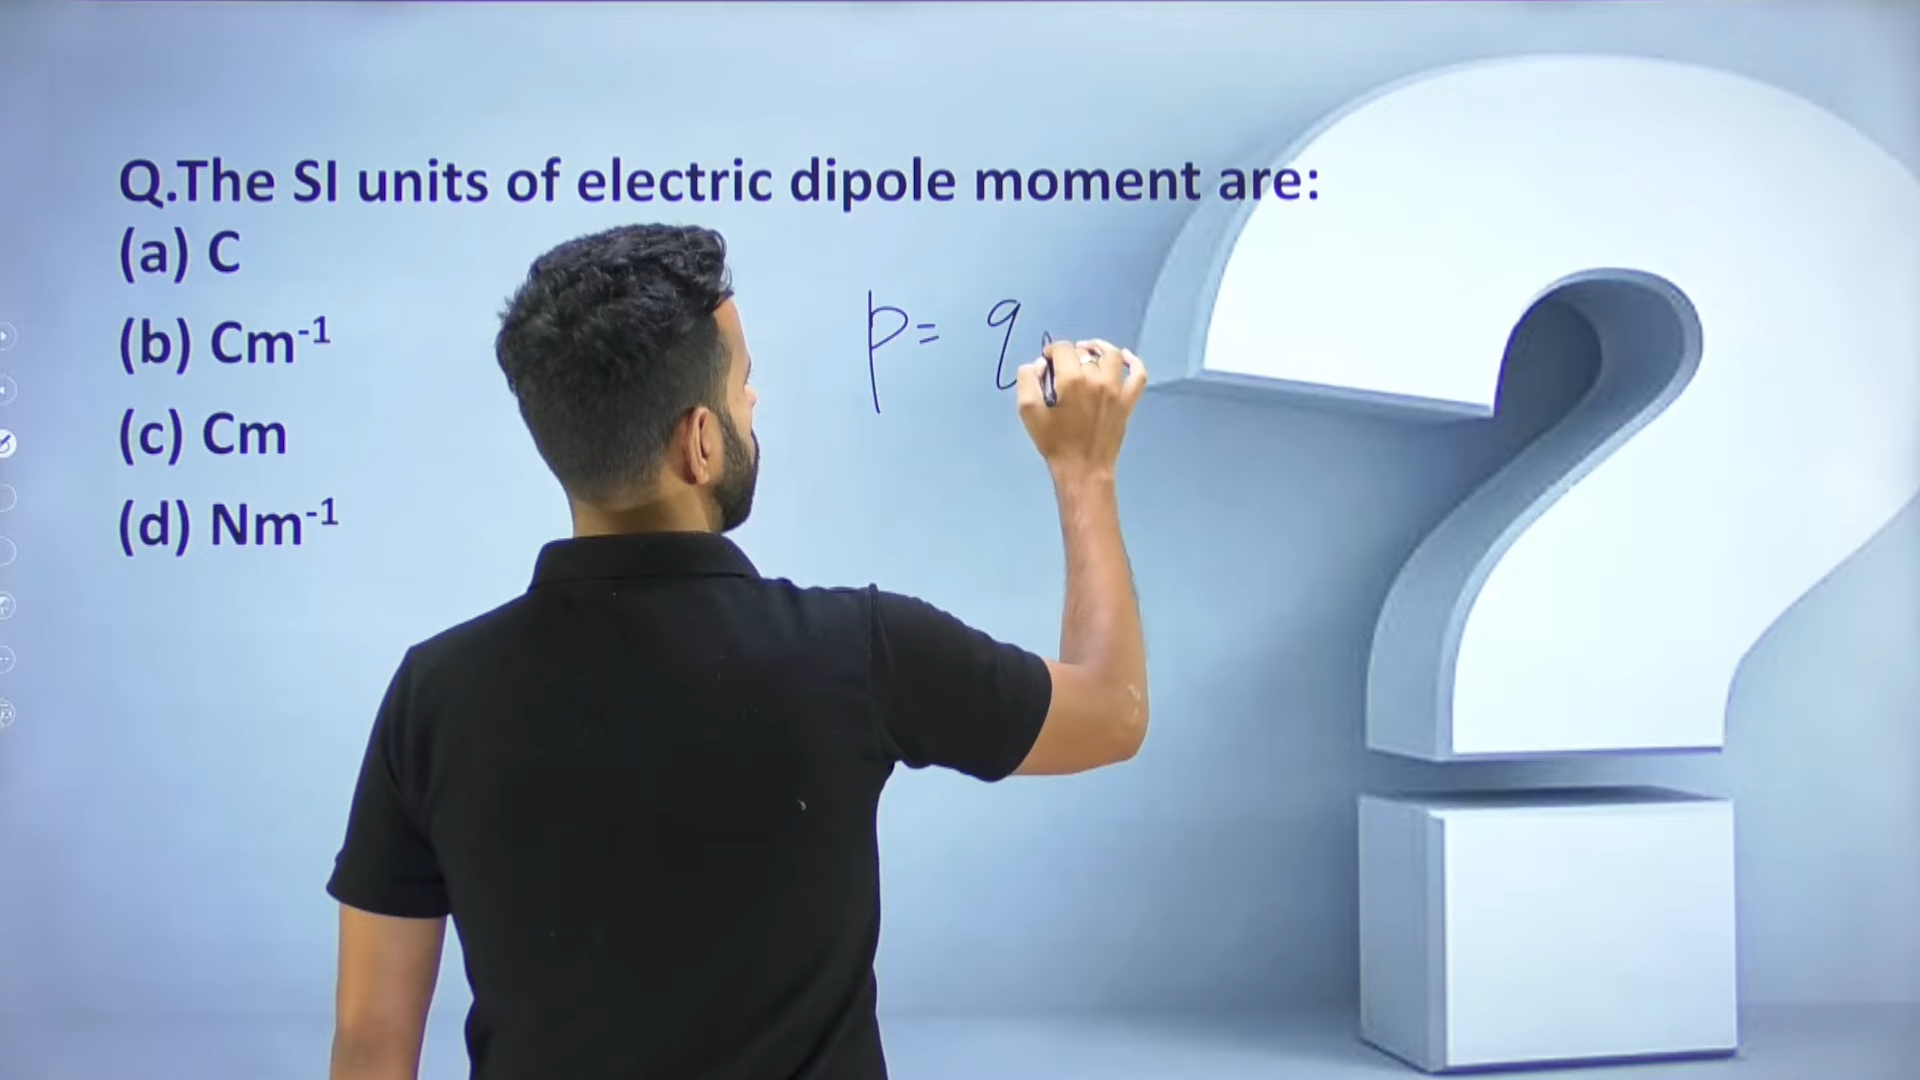 Q.The SI units of electric dipole moment are:
(a) C
(b) Cm⁻¹
(c) Cm
(d) Nm⁻¹
p= q